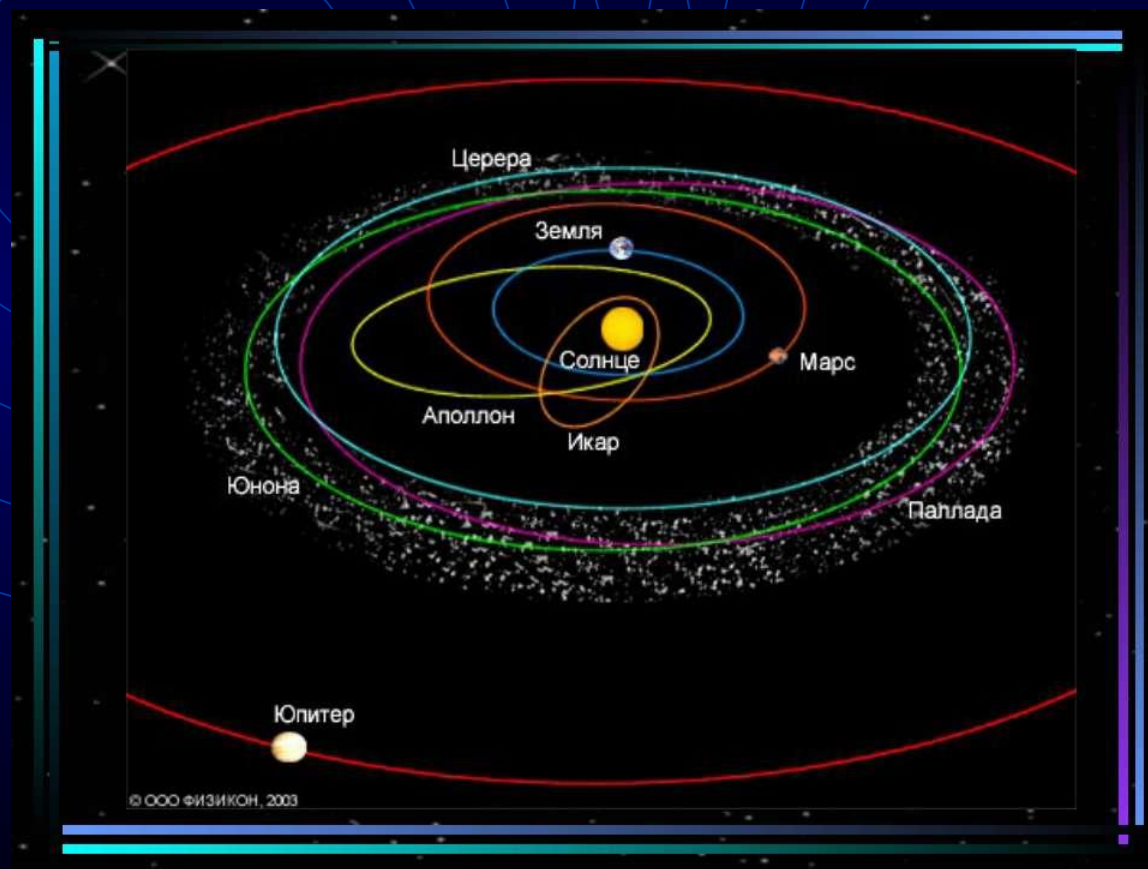 Церера
Земля
Солнце
Марс
Аполлон
Икар
Юнона
Паллада
Юпитер
© ООО ФИЗИКОН, 2003